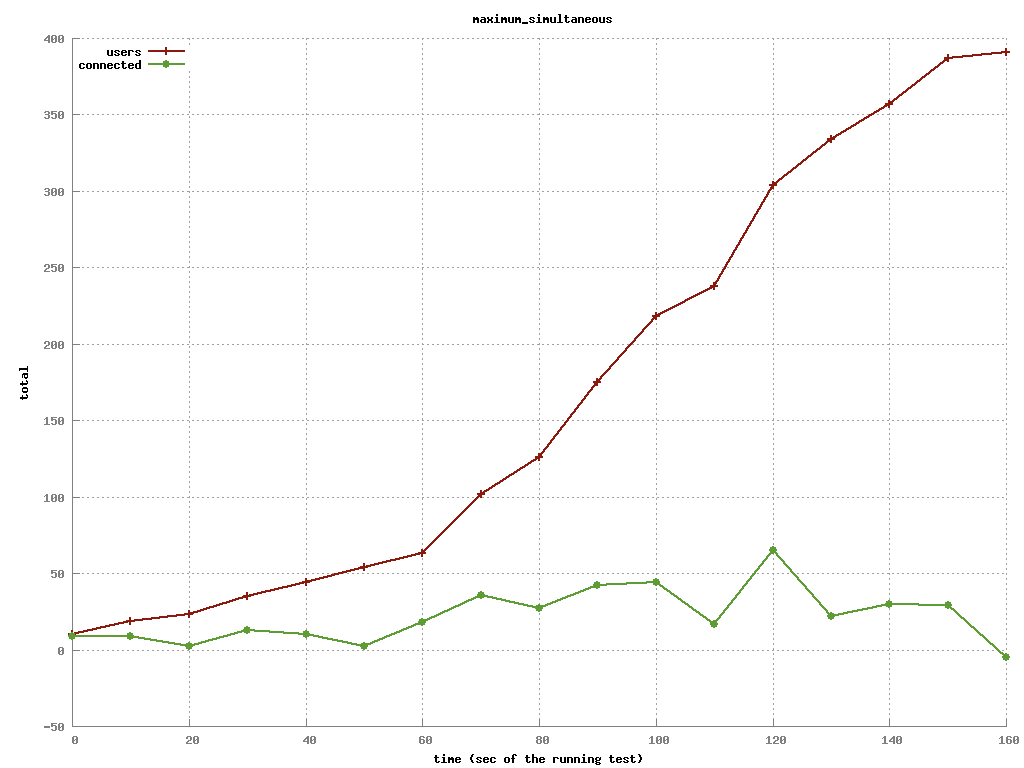 maximum_simultaneous
400
users
connected
350
300
250
200
total
150
100
50
0
-50
0 20 40 60 80 100 120 140 160
time (sec of the running test)